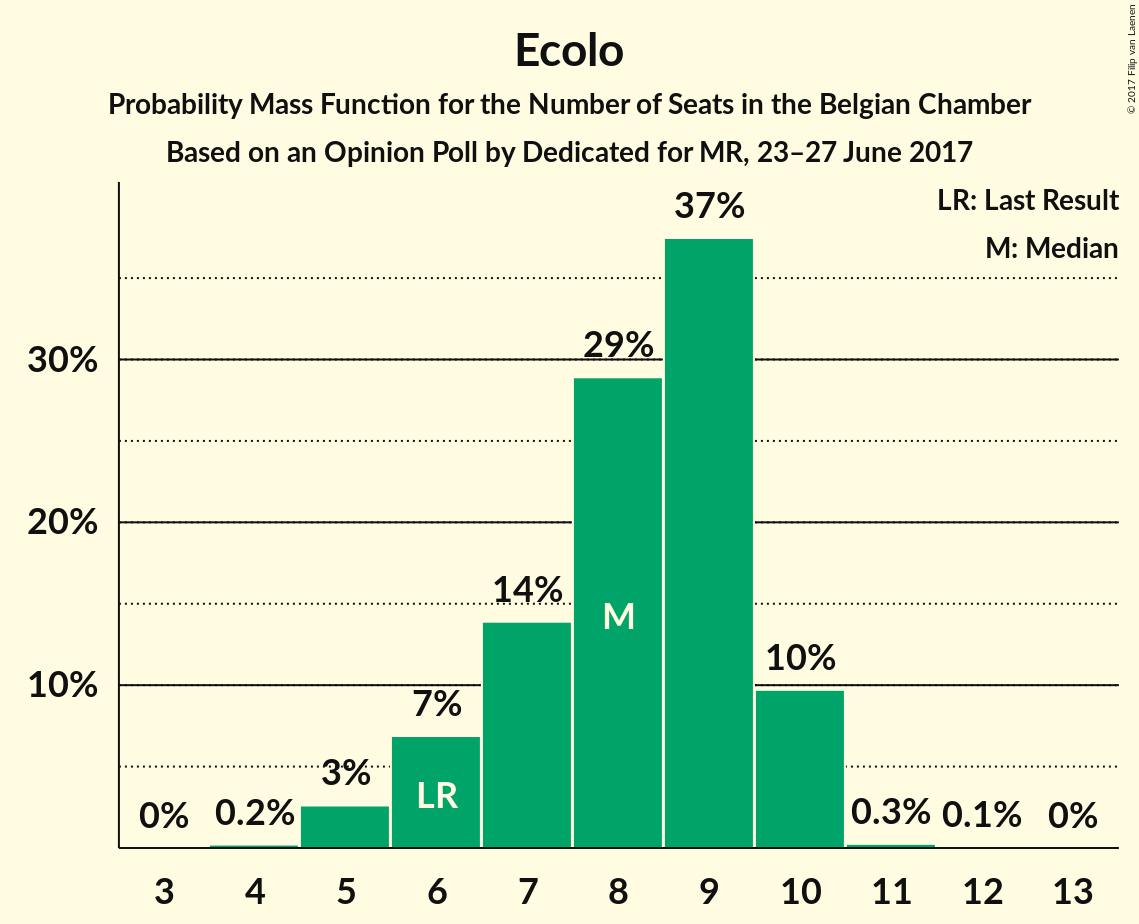 Ecolo
Probability Mass Function for the Number of Seats in the Belgian Chamber
Based on an Opinion Poll by Dedicated for MR, 23–27 June 2017
© 2017 Filip van Laenen
LR: Last Result
M: Median
37%
30%
29%
20%
14%
M
10%
10%
7%
3%
LR
0%
0.2%
0.3%
0.1%
0%
3 4 5 6 7 8 9 10 11 12 13